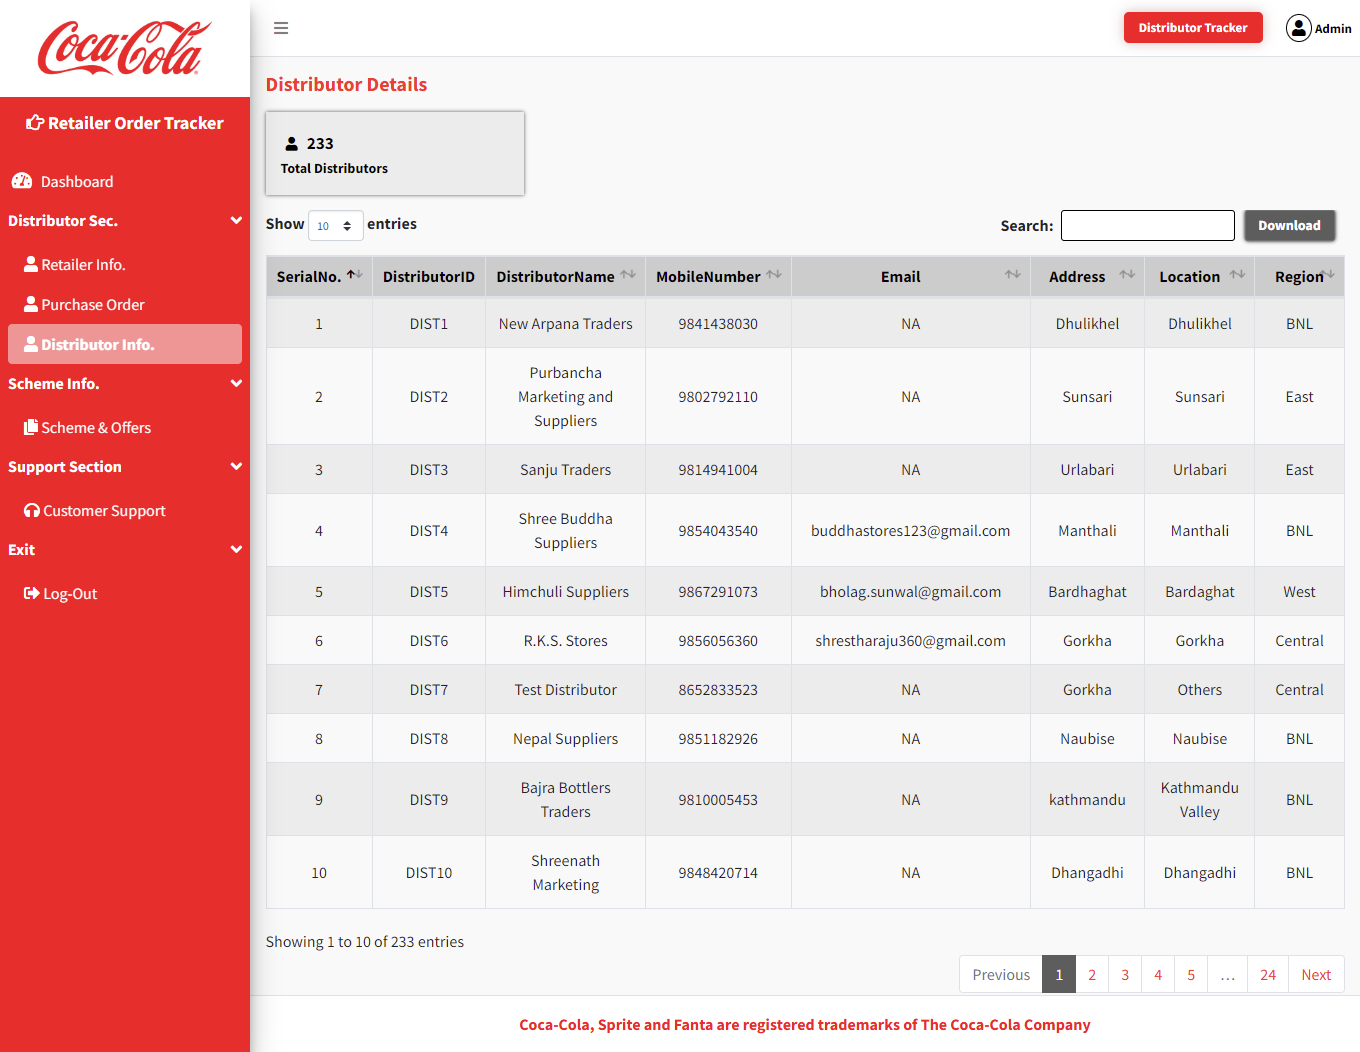 Coca-Cola
Distributor Tracker
Admin
Retailer Order Tracker
Dashboard
Distributor Sec.
Retailer Info.
Purchase Order
Distributor Info.
Scheme Info.
Scheme & Offers
Support Section
Customer Support
Exit
Log-Out
Distributor Details
233
Total Distributors
Show 10 entries
Search:
Download
SerialNo. DistributorID DistributorName MobileNumber Email Address Location Region
1 DIST1 New Arpana Traders 9841438030 NA Dhulikhel Dhulikhel BNL
2 DIST2 Purbancha Marketing and Suppliers 9802792110 NA Sunsari Sunsari East
3 DIST3 Sanju Traders 9814941004 NA Urlabari Urlabari East
4 DIST4 Shree Buddha Suppliers 9854043540 buddhastores123@gmail.com Manthali Manthali BNL
5 DIST5 Himchuli Suppliers 9867291073 bholag.sunwal@gmail.com Bardhaghat Bardaghat West
6 DIST6 R.K.S. Stores 9856056360 shrestharaju360@gmail.com Gorkha Gorkha Central
7 DIST7 Test Distributor 8652833523 NA Gorkha Others Central
8 DIST8 Nepal Suppliers 9851182926 NA Naubise Naubise BNL
9 DIST9 Bajra Bottlers Traders 9810005453 NA kathmandu Kathmandu Valley BNL
10 DIST10 Shreenath Marketing 9848420714 NA Dhangadhi Dhangadhi BNL
Showing 1 to 10 of 233 entries
Previous 1 2 3 4 5 … 24 Next
Coca-Cola, Sprite and Fanta are registered trademarks of The Coca-Cola Company